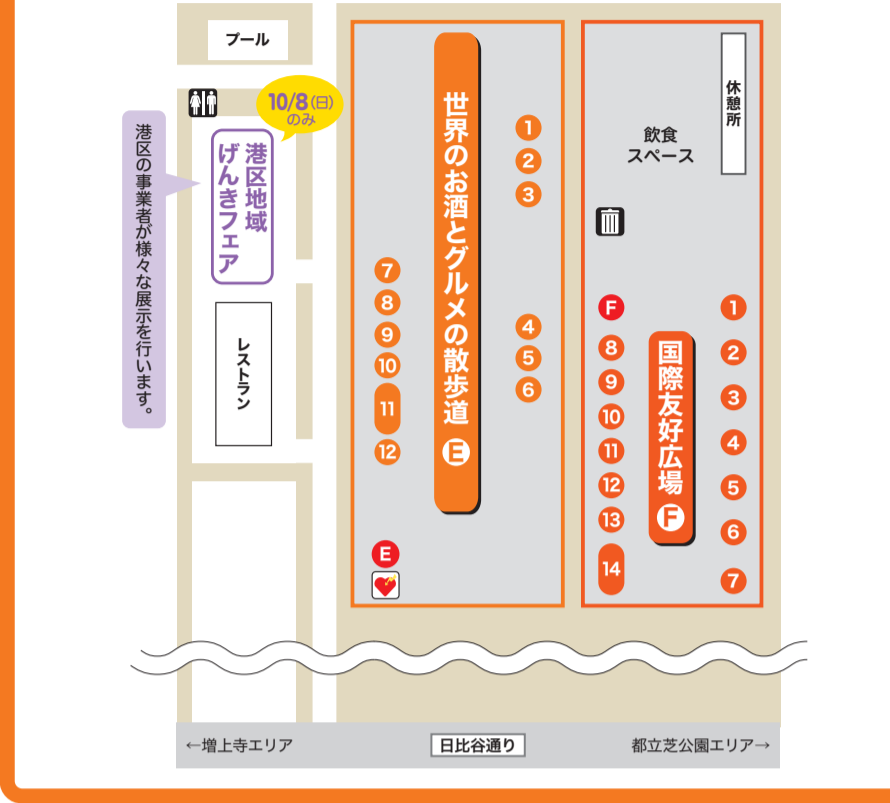 プール
10/8(日)
のみ
港区地域
げんきフェア
港区の事業者が様々な展示を行います。
レストラン
世界のお酒とグルメの散歩道 E
1
2
3
4
5
6
7
8
9
10
11
12
E
休憩所
飲食
スペース
国際友好広場 F
F
1
2
3
4
5
6
7
8
9
10
11
12
13
14
←増上寺エリア
日比谷通り
都立芝公園エリア→